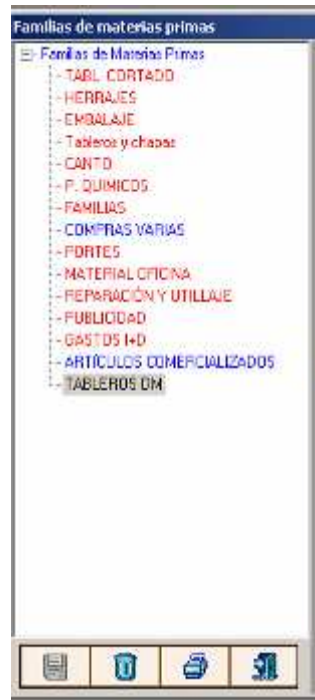 Familias de materias primas
Familias de Materias Primas
TABL. CORTADO
HERRAJES
EMBALAJE
Tableros y chapas
CANTO
P. QUIMICOS
FAMILIAS
COMPRAS VARIAS
PORTES
MATERIAL OFICINA
REPARACIÓN Y UTILLAJE
PUBLICIDAD
GASTOS I+D
ARTÍCULOS COMERCIALIZADOS
TABLEROS DM